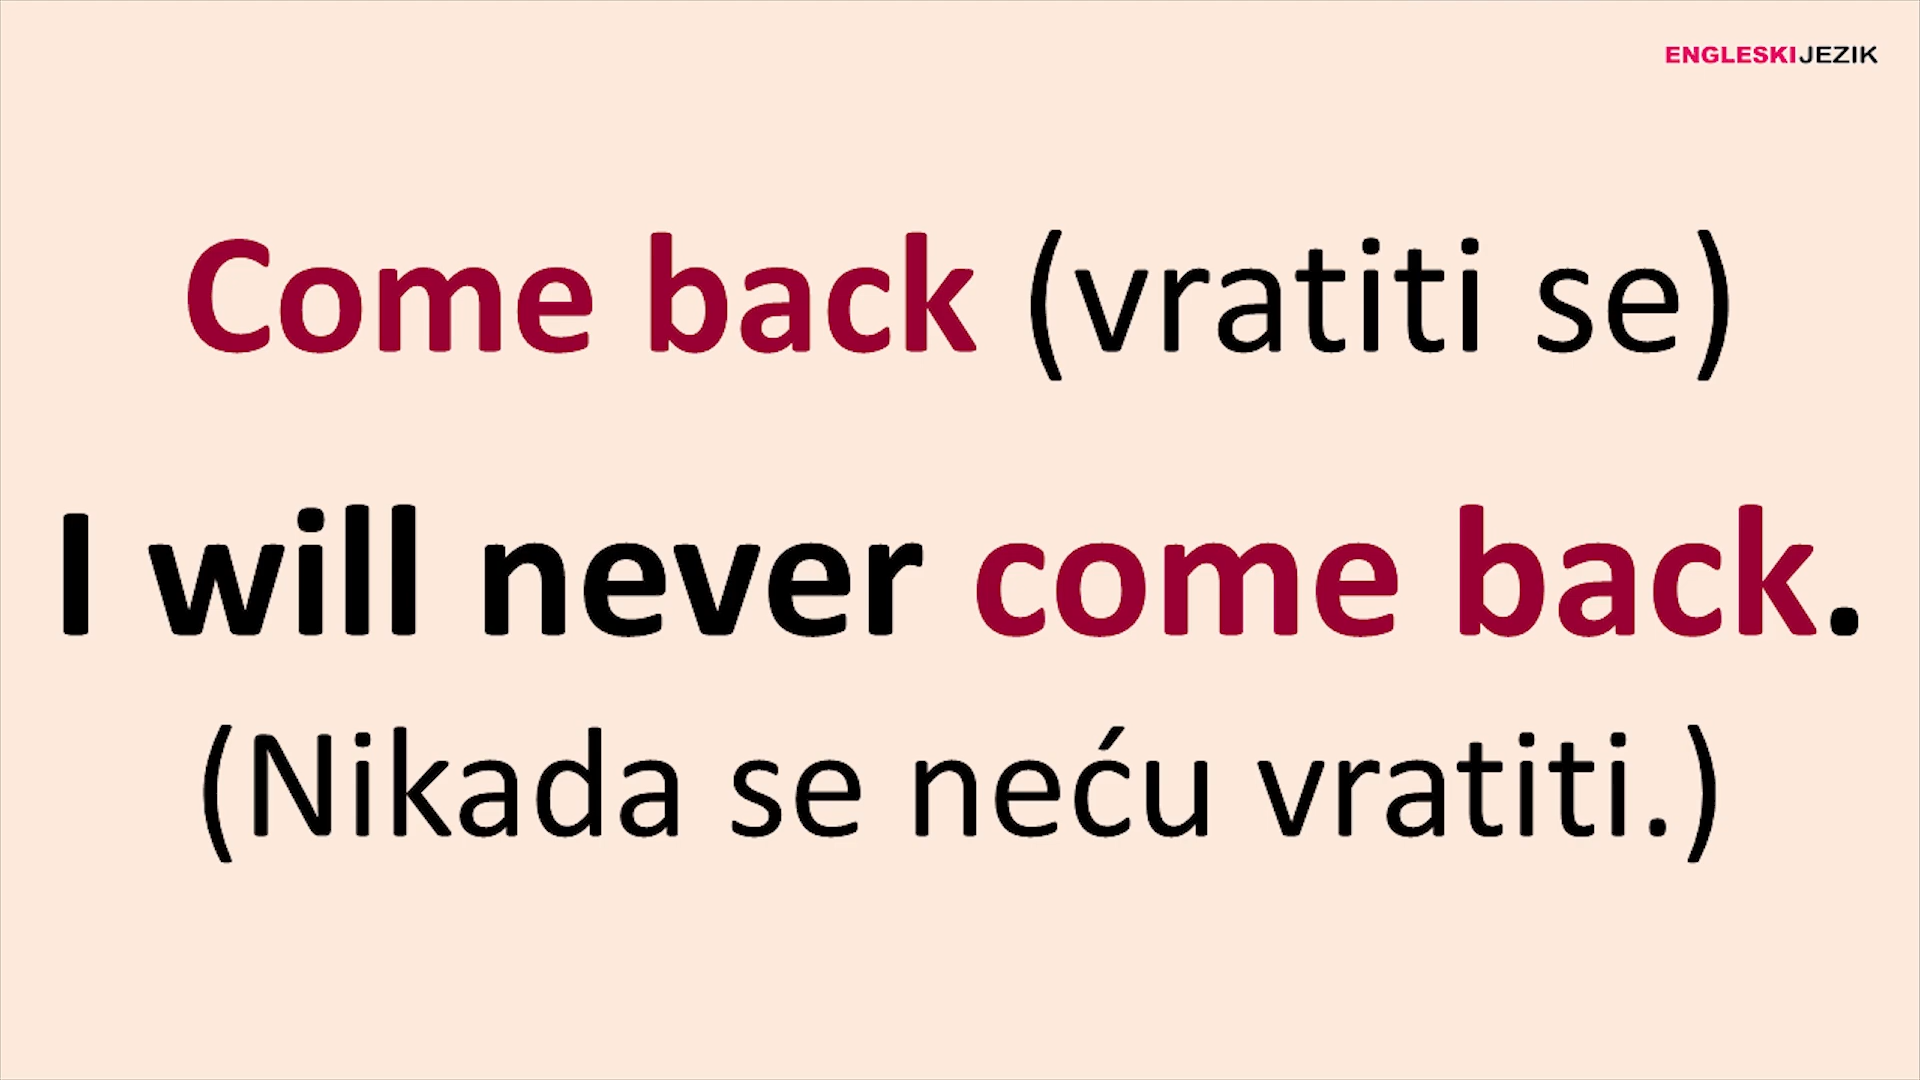 ENGLESKIJEZIK
Come back (vratiti se)
I will never come back.
(Nikada se neću vratiti.)